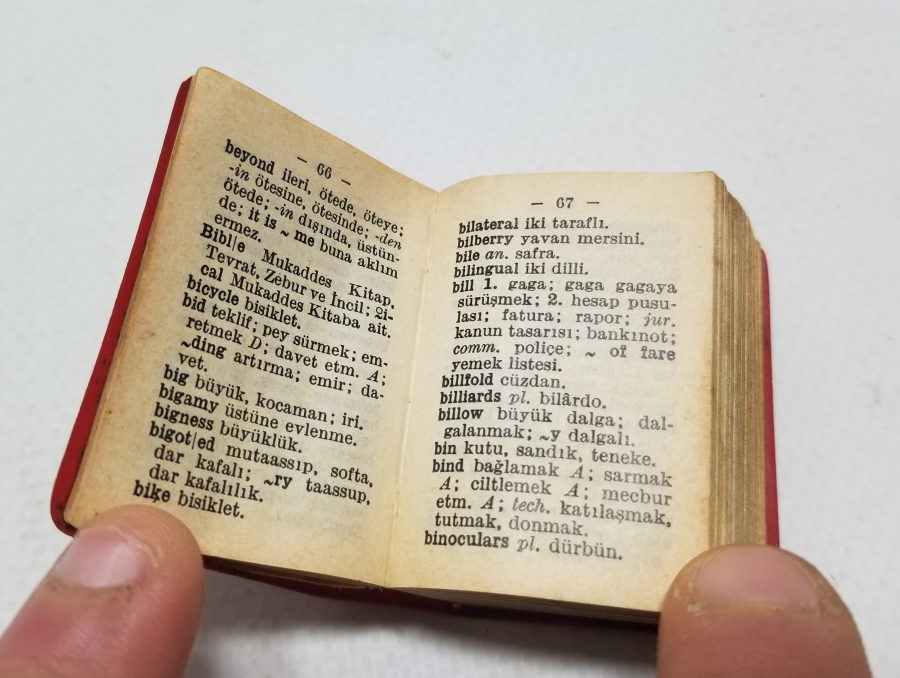 — 66 —
beyond ileri, ötede, öteye;
-in ötesine, ötesinde; -den
ötede; -in dışında, üstün-
de; it is ~ me buna aklım
ermez.
Bibl|e Mukaddes Kitap,
Tevrat, Zebur ve İncil; 2i-
cal Mukaddes Kitaba ait.
bicycle bisiklet.
bid teklif; pey sürmek; em-
retmek D; davet etm. A;
~ding artırma; emir; da-
vet.
big büyük, kocaman; iri.
bigamy üstüne evlenme.
bigness büyüklük.
bigot|ed mutaassıp, softa,
dar kafalı; ~ry taassup,
dar kafalılık.
bike bisiklet.
— 67 —
bilateral iki taraflı.
bilberry yavan mersini.
bile an. safra.
bilingual iki dilli.
bill 1. gaga; gaga gagaya
sürüşmek; 2. hesap pusu-
lası; fatura; rapor; jur.
kanun tasarısı; bankınot;
comm. poliçe; ~ of fare
yemek listesi.
billfold cüzdan.
billiards pl. bilârdo.
billow büyük dalga; dal-
galanmak; ~y dalgalı.
bin kutu, sandık, teneke.
bind bağlamak A; sarmak
A; ciltlemek A; mecbur
etm. A; tech. katılaşmak,
tutmak, donmak.
binoculars pl. dürbün.